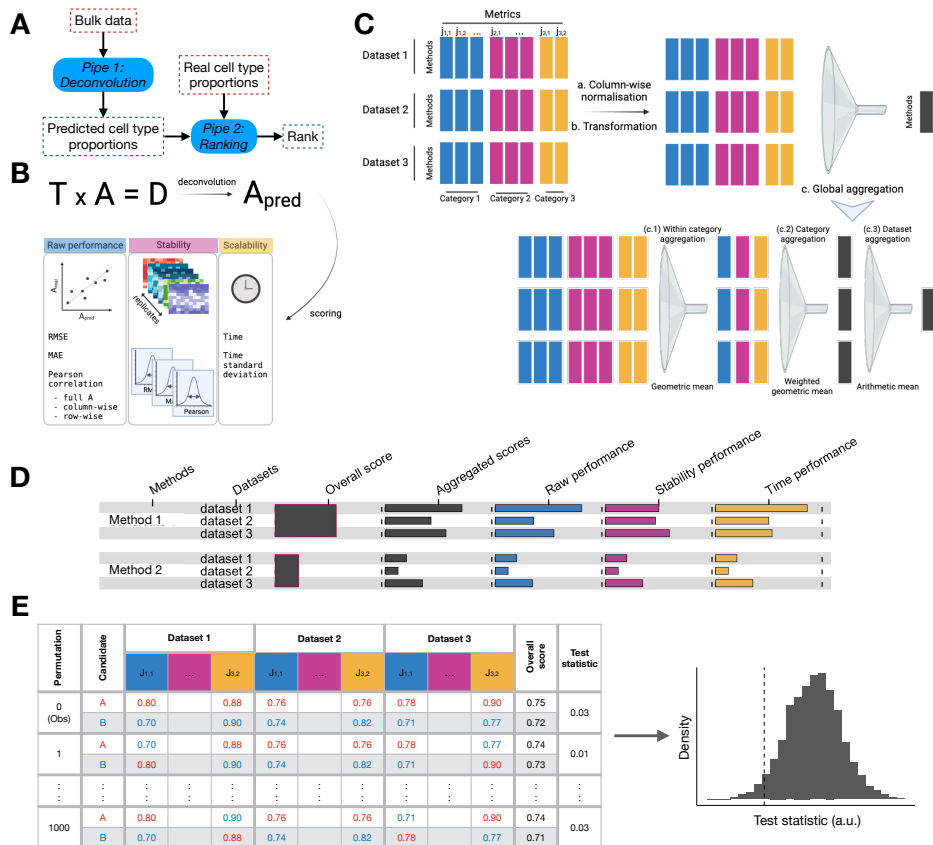 A
Bulk data
Pipe 1:
Deconvolution
Real cell type
proportions
Predicted cell type
proportions
Pipe 2:
Ranking
Rank
B
T x A = D
deconvolution
Apred
scoring
Raw performance
Stability
Scalability
Areal
Apred
replicates
RMSE
MAE
Pearson
correlation
- full A
- column-wise
- row-wise
RM
MA
Pearson
Time
Time
standard
deviation
C
Metrics
j1,1 j1,2 ... j2,1 ... j3,1 j3,2
Dataset 1
Methods
Dataset 2
Methods
Dataset 3
Methods
Category 1 Category 2 Category 3
a. Column-wise
normalisation
b. Transformation
Methods
c. Global aggregation
(c.1) Within category
aggregation
(c.2) Category
aggregation
(c.3) Dataset
aggregation
Geometric mean
Weighted
geometric mean
Arithmetic mean
D
Methods
Datasets
Overall score
Aggregated scores
Raw performance
Stability performance
Time performance
Method 1
dataset 1
dataset 2
dataset 3
Method 2
dataset 1
dataset 2
dataset 3
E
Permutation Candidate Dataset 1 Dataset 2 Dataset 3 Overall score Test statistic
J1,1 ... J3,2 J1,1 ... J3,2 J1,1 ... J3,2
0 (Obs) A 0.80 0.88 0.76 0.76 0.78 0.90 0.75 0.03
B 0.70 0.90 0.74 0.82 0.71 0.77 0.72
1 A 0.70 0.88 0.76 0.76 0.78 0.77 0.74 0.01
B 0.80 0.90 0.74 0.82 0.71 0.90 0.73
⋮ ⋮ ⋮ ⋮ ⋮ ⋮ ⋮ ⋮ ⋮ ⋮
1000 A 0.80 0.90 0.76 0.76 0.71 0.90 0.74 0.03
B 0.70 0.88 0.74 0.82 0.78 0.77 0.71
Density
Test statistic (a.u.)